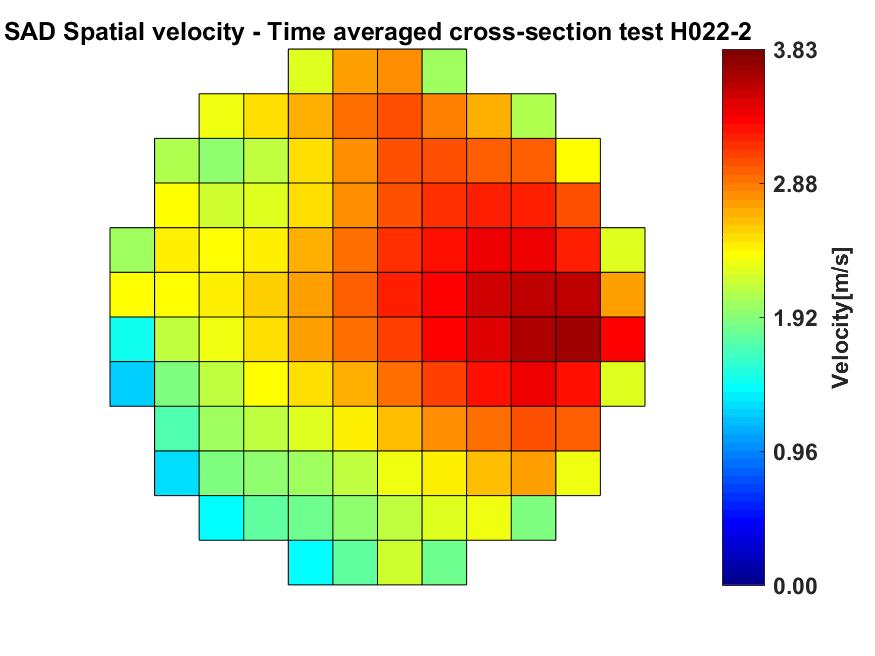 SAD Spatial velocity - Time averaged cross-section test H022-2
3.83
2.88
1.92
0.96
0.00
Velocity[m/s]